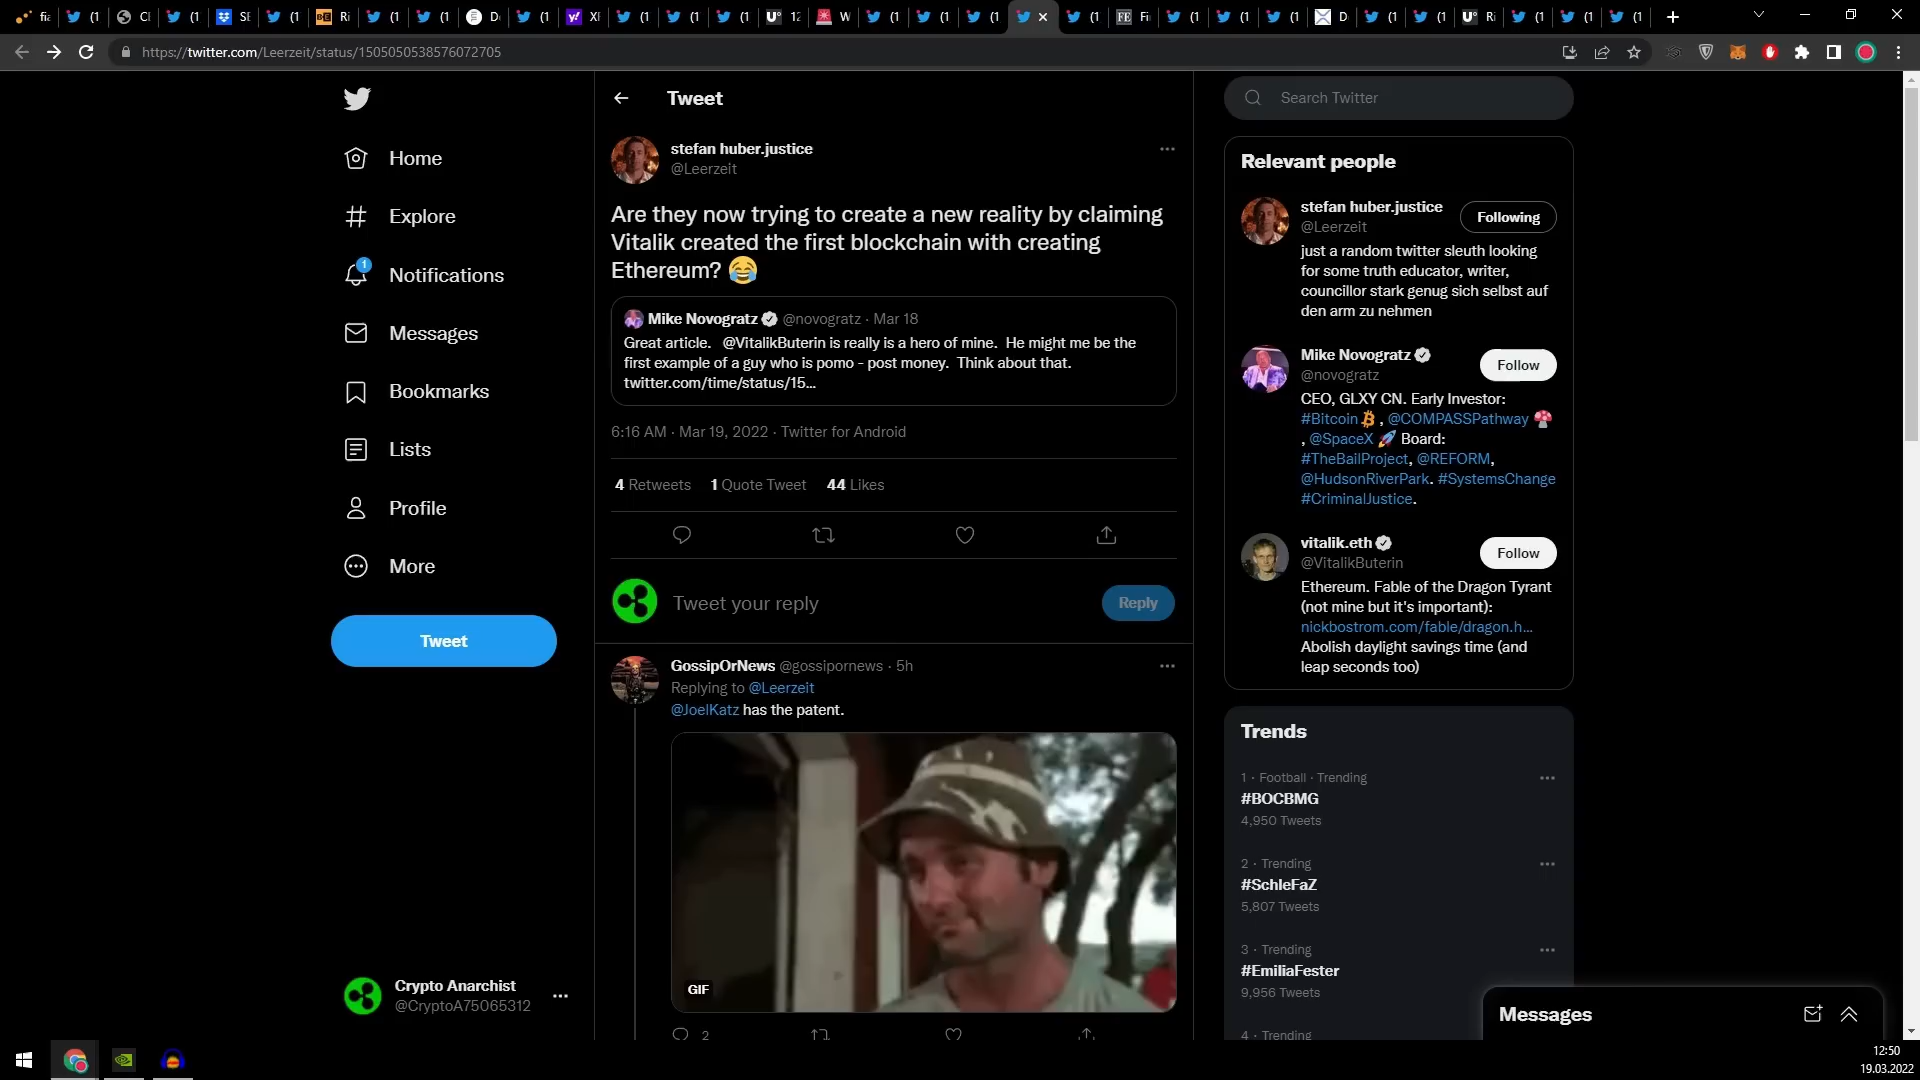 https://twitter.com/Leerzeit/status/1505050538576072705
Home
Explore
1
Notifications
Messages
Bookmarks
Lists
Profile
More
Tweet
Crypto Anarchist
@CryptoA75065312
Tweet
stefan huber.justice
@Leerzeit
Are they now trying to create a new reality by claiming
Vitalik created the first blockchain with creating
Ethereum? 😂
Mike Novogratz @novogratz · Mar 18
Great article. @VitalikButerin is really is a hero of mine. He might me be the
first example of a guy who is pomo - post money. Think about that.
twitter.com/time/status/15...
6:16 AM · Mar 19, 2022 · Twitter for Android
4 Retweets 1 Quote Tweet 44 Likes
Tweet your reply
Reply
GossipOrNews @gossipornews · 5h
Replying to @Leerzeit
@JoelKatz has the patent.
GIF
2
Search Twitter
Relevant people
stefan huber.justice
@Leerzeit
Following
just a random twitter sleuth looking
for some truth educator, writer,
councillor stark genug sich selbst auf
den arm zu nehmen
Mike Novogratz
@novogratz
Follow
CEO, GLXY CN. Early Investor:
#Bitcoin , @COMPASSPathway 🍄
, @SpaceX 🚀 Board:
#TheBailProject, @REFORM,
@HudsonRiverPark. #SystemsChange
#CriminalJustice.
vitalik.eth
@VitalikButerin
Follow
Ethereum. Fable of the Dragon Tyrant
(not mine but it's important):
nickbostrom.com/fable/dragon.h...
Abolish daylight savings time (and
leap seconds too)
Trends
1 · Football · Trending
#BOCBMG
4,950 Tweets
2 · Trending
#SchleFaZ
5,807 Tweets
3 · Trending
#EmiliaFester
9,956 Tweets
4 · Trending
Messages
12:50
19.03.2022